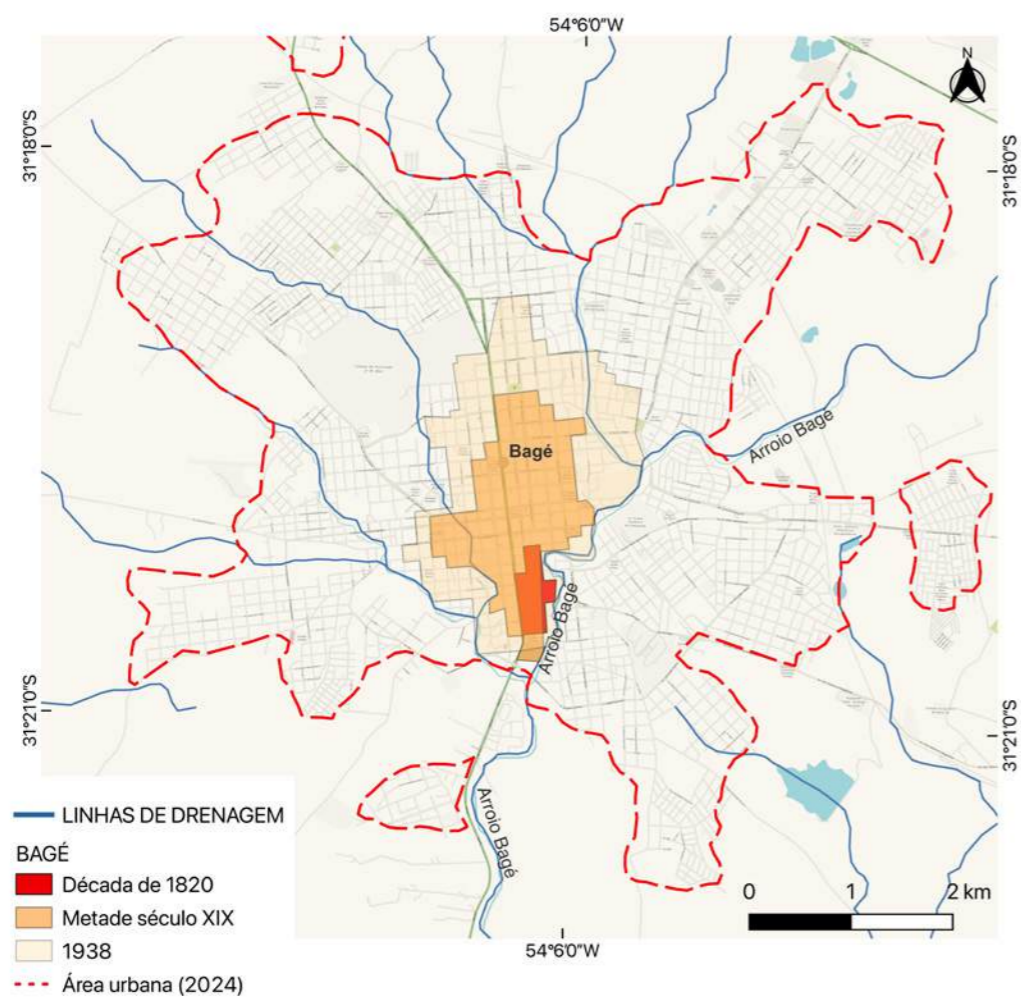 54°6'0"W
N
31°18'0"S
31°18'0"S
Arroio Bagé
Bagé
Arroio Bagé
31°21'0"S
31°21'0"S
Arroio Bagé
LINHAS DE DRENAGEM
BAGÉ
Década de 1820
Metade século XIX
1938
Área urbana (2024)
0 1 2 km
54°6'0"W